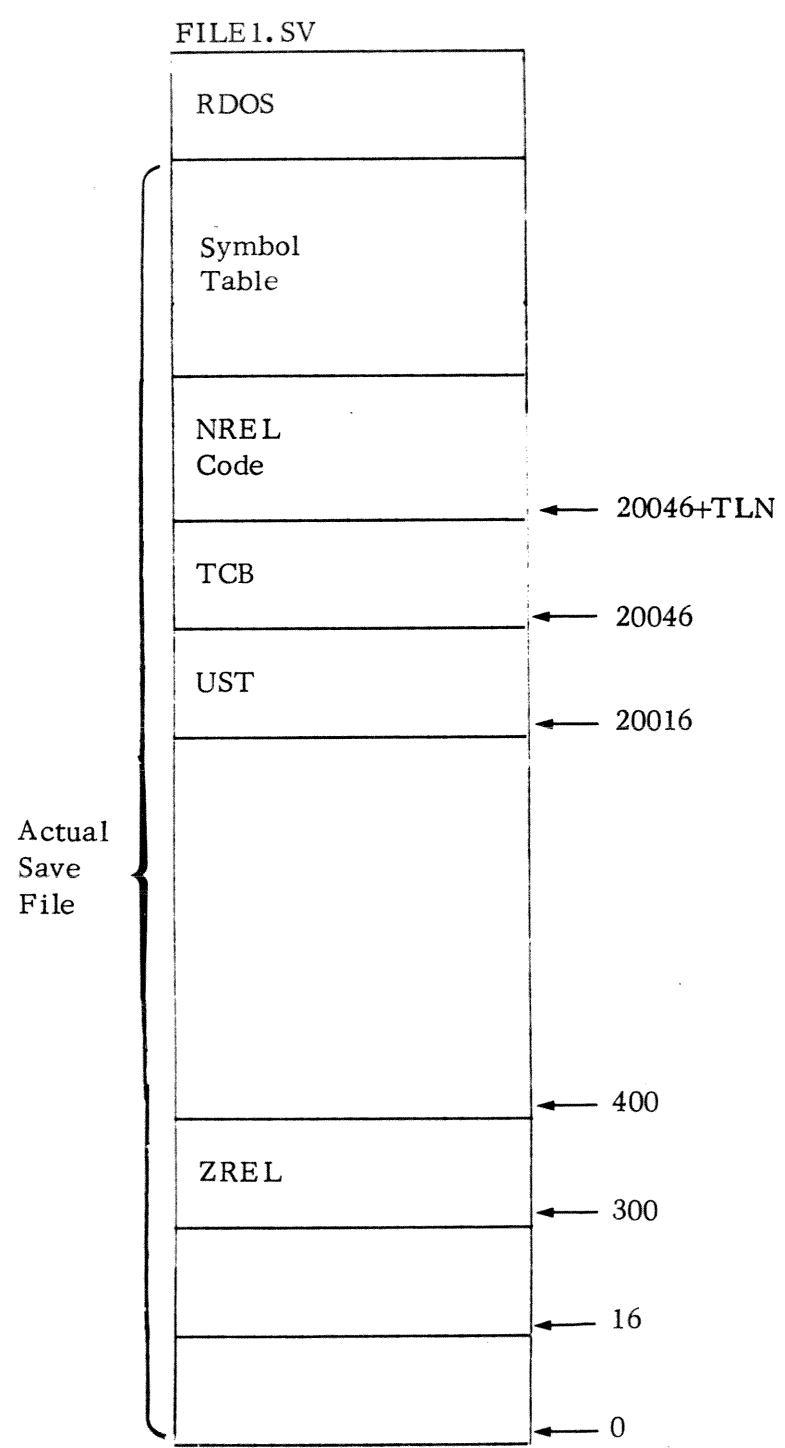 FILE1.SV
RDOS
Symbol
Table
NREL
Code
20046+TLN
TCB
20046
UST
20016
Actual
Save
File
400
ZREL
300
16
0